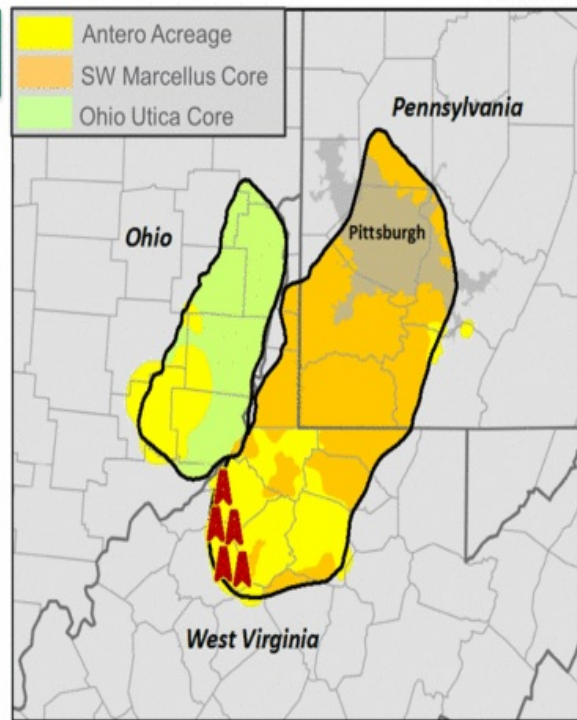 Antero Acreage
SW Marcellus Core
Ohio Utica Core
Pennsylvania
Ohio
Pittsburgh
West Virginia